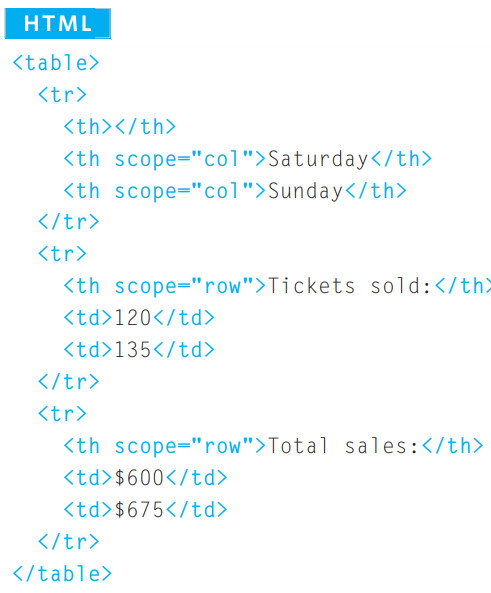 HTML
<table>
<tr>
<th></th>
<th scope="col">Saturday</th>
<th scope="col">Sunday</th>
</tr>
<tr>
<th scope="row">Tickets sold:</th>
<td>120</td>
<td>135</td>
</tr>
<tr>
<th scope="row">Total sales:</th>
<td>$600</td>
<td>$675</td>
</tr>
</table>